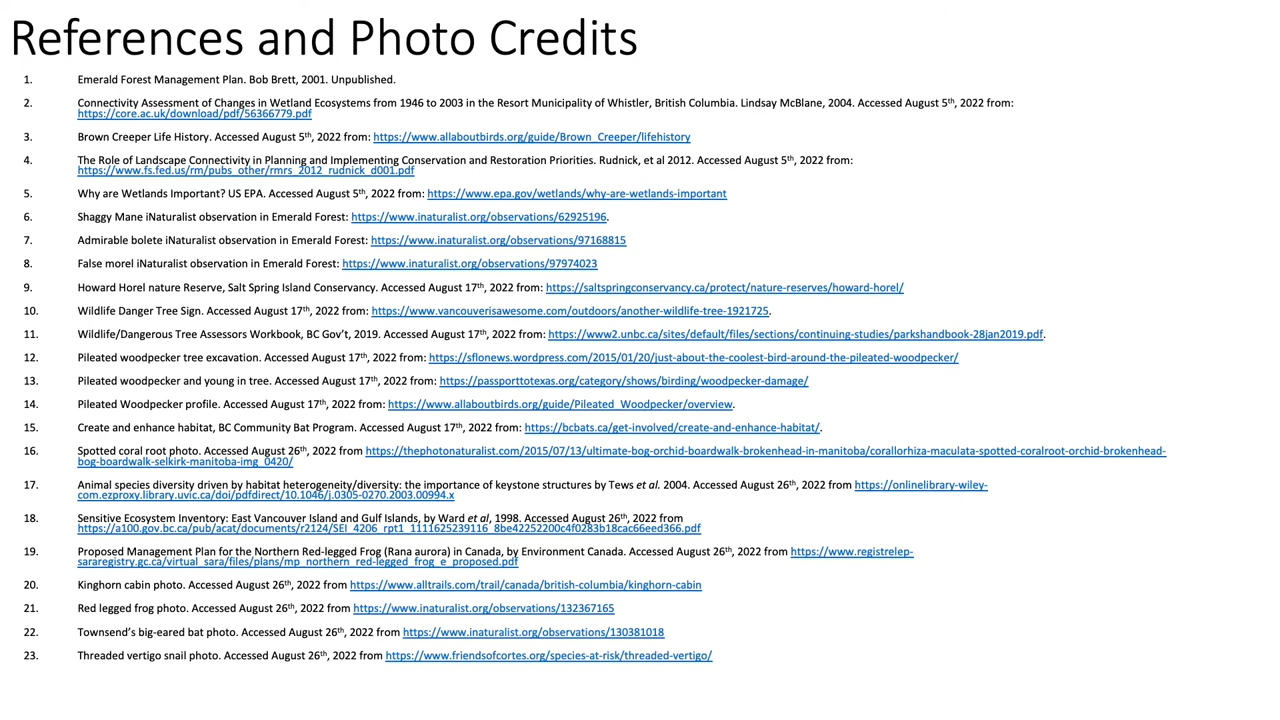 References and Photo Credits
1. Emerald Forest Management Plan. Bob Brett, 2001. Unpublished.
2. Connectivity Assessment of Changes in Wetland Ecosystems from 1946 to 2003 in the Resort Municipality of Whistler, British Columbia. Lindsay McBlane, 2004. Accessed August 5th, 2022 from:
https://core.ac.uk/download/pdf/56366779.pdf
3. Brown Creeper Life History. Accessed August 5th, 2022 from: https://www.allaboutbirds.org/guide/Brown_Creeper/lifehistory
4. The Role of Landscape Connectivity in Planning and Implementing Conservation and Restoration Priorities. Rudnick, et al 2012. Accessed August 5th, 2022 from:
https://www.fs.fed.us/rm/pubs_other/rmrs_2012_rudnick_d001.pdf
5. Why are Wetlands Important? US EPA. Accessed August 5th, 2022 from: https://www.epa.gov/wetlands/why-are-wetlands-important
6. Shaggy Mane iNaturalist observation in Emerald Forest: https://www.inaturalist.org/observations/62925196.
7. Admirable bolete iNaturalist observation in Emerald Forest: https://www.inaturalist.org/observations/97168815
8. False morel iNaturalist observation in Emerald Forest: https://www.inaturalist.org/observations/97974023
9. Howard Horel nature Reserve, Salt Spring Island Conservancy. Accessed August 17th, 2022 from: https://saltspringconservancy.ca/protect/nature-reserves/howard-horel/
10. Wildlife Danger Tree Sign. Accessed August 17th, 2022 from: https://www.vancouverisawesome.com/outdoors/another-wildlife-tree-1921725.
11. Wildlife/Dangerous Tree Assessors Workbook, BC Gov’t, 2019. Accessed August 17th, 2022 from: https://www2.unbc.ca/sites/default/files/sections/continuing-studies/parkshandbook-28jan2019.pdf.
12. Pileated woodpecker tree excavation. Accessed August 17th, 2022 from: https://sflonews.wordpress.com/2015/01/20/just-about-the-coolest-bird-around-the-pileated-woodpecker/
13. Pileated woodpecker and young in tree. Accessed August 17th, 2022 from: https://passporttotexas.org/category/shows/birding/woodpecker-damage/
14. Pileated Woodpecker profile. Accessed August 17th, 2022 from: https://www.allaboutbirds.org/guide/Pileated_Woodpecker/overview.
15. Create and enhance habitat, BC Community Bat Program. Accessed August 17th, 2022 from: https://bcbats.ca/get-involved/create-and-enhance-habitat/.
16. Spotted coral root photo. Accessed August 26th, 2022 from https://thephotonaturalist.com/2015/07/13/ultimate-bog-orchid-boardwalk-brokenhead-in-manitoba/corallorhiza-maculata-spotted-coralroot-orchid-brokenhead-
bog-boardwalk-selkirk-manitoba-img_0420/
17. Animal species diversity driven by habitat heterogeneity/diversity: the importance of keystone structures by Tews et al. 2004. Accessed August 26th, 2022 from https://onlinelibrary-wiley-
com.ezproxy.library.uvic.ca/doi/pdfdirect/10.1046/j.0305-0270.2003.00994.x
18. Sensitive Ecosystem Inventory: East Vancouver Island and Gulf Islands, by Ward et al, 1998. Accessed August 26th, 2022 from
https://a100.gov.bc.ca/pub/acat/documents/r2124/SEI_4206_rpt1_1111625239116_8be42252200c4f0283b18cac66eed366.pdf
19. Proposed Management Plan for the Northern Red-legged Frog (Rana aurora) in Canada, by Environment Canada. Accessed August 26th, 2022 from https://www.registrelep-
sararegistry.gc.ca/virtual_sara/files/plans/mp_northern_red-legged_frog_e_proposed.pdf
20. Kinghorn cabin photo. Accessed August 26th, 2022 from https://www.alltrails.com/trail/canada/british-columbia/kinghorn-cabin
21. Red legged frog photo. Accessed August 26th, 2022 from https://www.inaturalist.org/observations/132367165
22. Townsend’s big-eared bat photo. Accessed August 26th, 2022 from https://www.inaturalist.org/observations/130381018
23. Threaded vertigo snail photo. Accessed August 26th, 2022 from https://www.friendsofcortes.org/species-at-risk/threaded-vertigo/